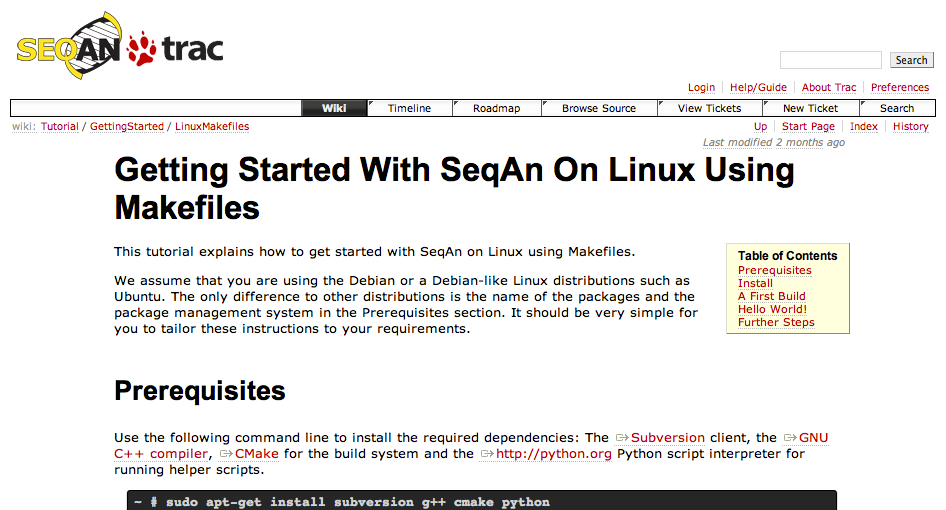 SEQAN trac
Search
Login Help/Guide About Trac Preferences
Wiki Timeline Roadmap Browse Source View Tickets New Ticket Search
wiki: Tutorial / GettingStarted / LinuxMakefiles Up Start Page Index History
Last modified 2 months ago
Getting Started With SeqAn On Linux Using
Makefiles
This tutorial explains how to get started with SeqAn on Linux using Makefiles.
We assume that you are using the Debian or a Debian-like Linux distributions such as
Ubuntu. The only difference to other distributions is the name of the packages and the
package management system in the Prerequisites section. It should be very simple for
you to tailor these instructions to your requirements.
Table of Contents
Prerequisites
Install
A First Build
Hello World!
Further Steps
Prerequisites
Use the following command line to install the required dependencies: The Subversion client, the GNU
C++ compiler, CMake for the build system and the http://python.org Python script interpreter for
running helper scripts.
~ # sudo apt-get install subversion g++ cmake python